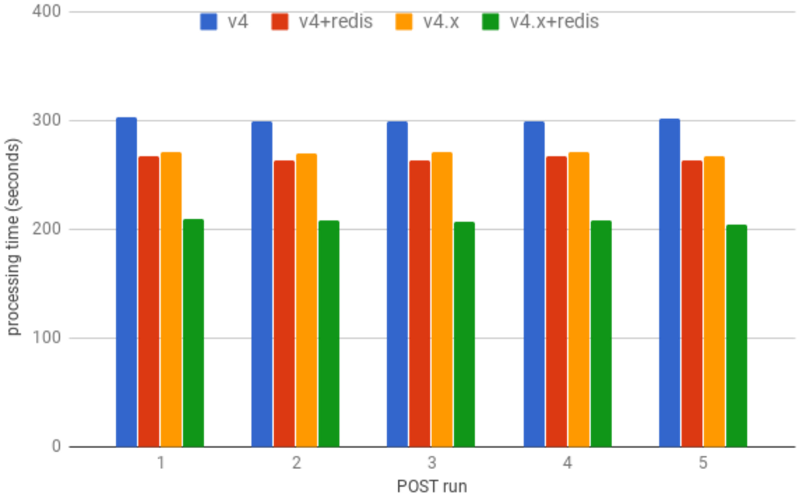 400
v4 v4+redis v4.x v4.x+redis
300
200
100
0
processing time (seconds)
1 2 3 4 5
POST run